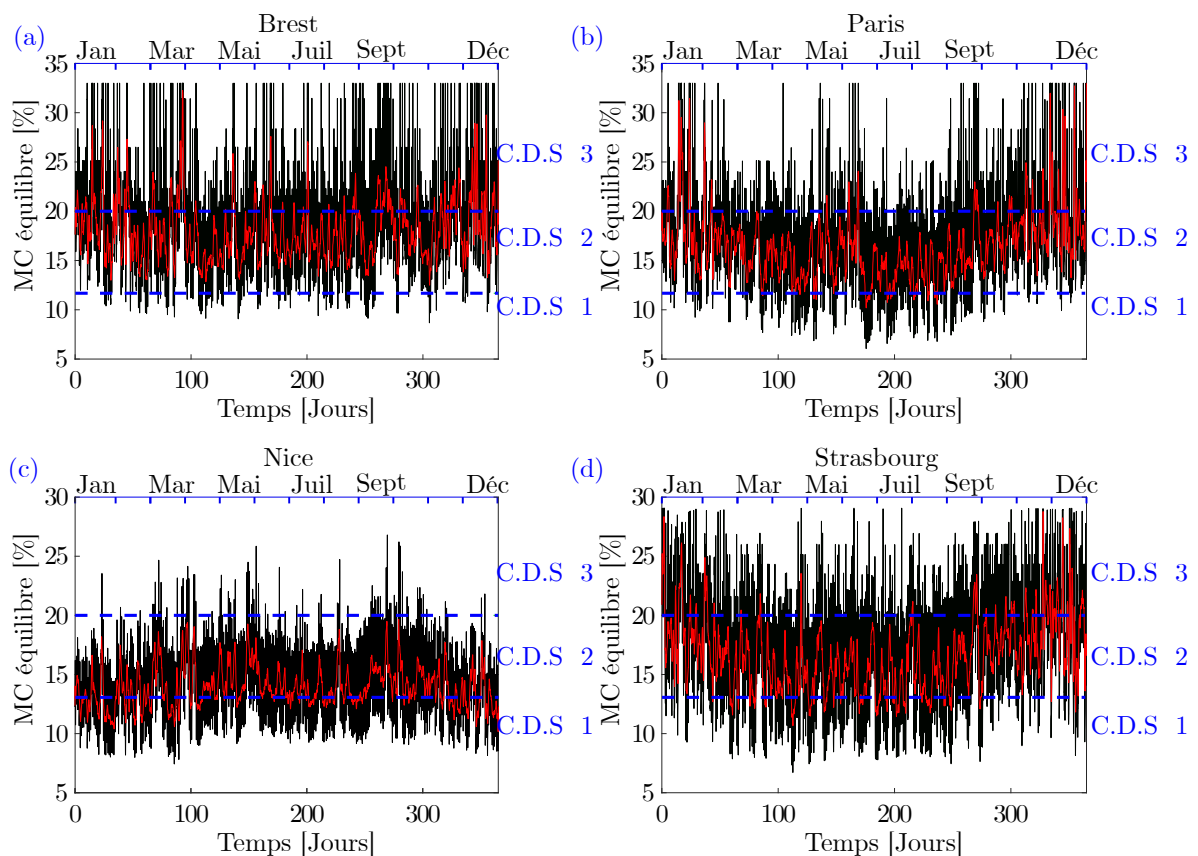 (a)
Brest
Jan Mar Mai Juil Sept Déc
MC équilibre [%]
35
30
25
20
15
10
5
C.D.S 3
C.D.S 2
C.D.S 1
0 100 200 300
Temps [Jours]
(b)
Paris
Jan Mar Mai Juil Sept Déc
MC équilibre [%]
35
30
25
20
15
10
5
C.D.S 3
C.D.S 2
C.D.S 1
0 100 200 300
Temps [Jours]
(c)
Nice
Jan Mar Mai Juil Sept Déc
MC équilibre [%]
30
25
20
15
10
5
C.D.S 3
C.D.S 2
C.D.S 1
0 100 200 300
Temps [Jours]
(d)
Strasbourg
Jan Mar Mai Juil Sept Déc
MC équilibre [%]
30
25
20
15
10
5
C.D.S 3
C.D.S 2
C.D.S 1
0 100 200 300
Temps [Jours]